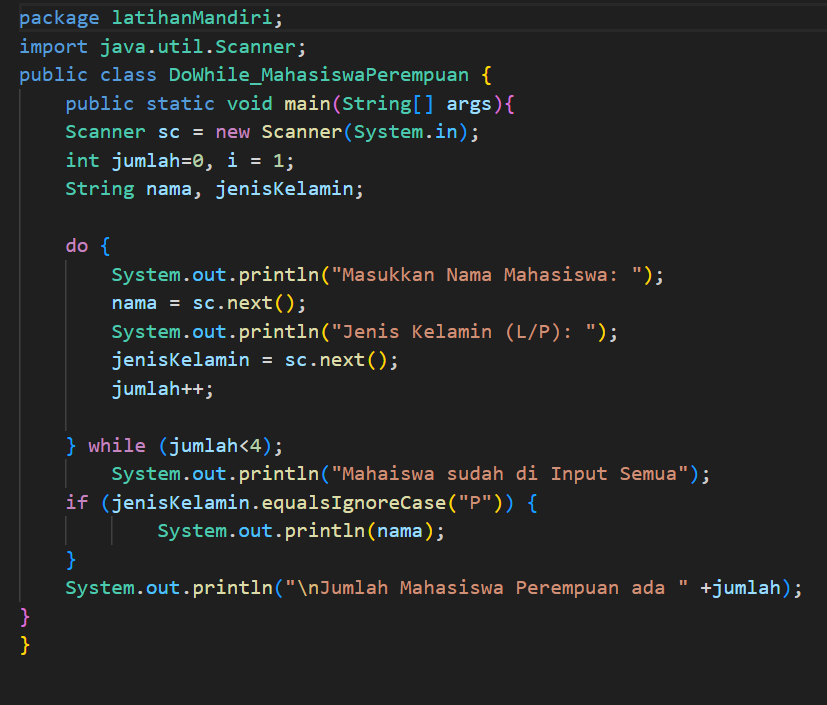 package latihanMandiri;
import java.util.Scanner;
public class DoWhile_MahasiswaPerempuan {
    public static void main(String[] args){
    Scanner sc = new Scanner(System.in);
    int jumlah=0, i = 1;
    String nama, jenisKelamin;

    do {
        System.out.println("Masukkan Nama Mahasiswa: ");
        nama = sc.next();
        System.out.println("Jenis Kelamin (L/P): ");
        jenisKelamin = sc.next();
        jumlah++;

    } while (jumlah<4);
        System.out.println("Mahaiswa sudah di Input Semua");
    if (jenisKelamin.equalsIgnoreCase("P")) {
            System.out.println(nama);
    }
    System.out.println("\nJumlah Mahasiswa Perempuan ada " +jumlah);
}
}